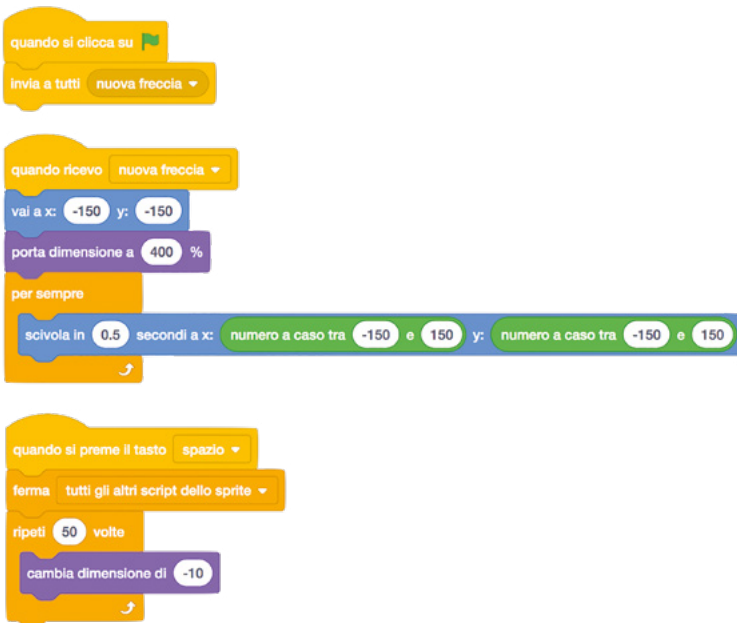 quando si clicca su
invia a tutti nuova freccia
quando ricevo nuova freccia
vai a x: -150 y: -150
porta dimensione a 400 %
per sempre
scivola in 0.5 secondi a x: numero a caso tra -150 e 150 y: numero a caso tra -150 e 150
quando si preme il tasto spazio
ferma tutti gli altri script dello sprite
ripeti 50 volte
cambia dimensione di -10